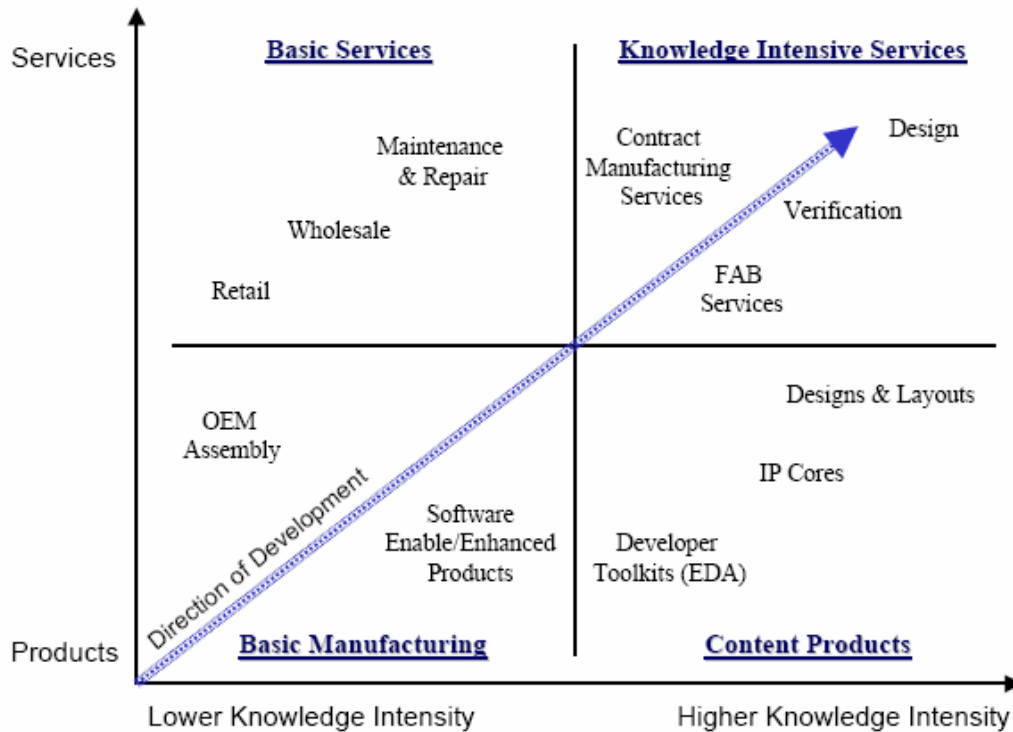 Services
Basic Services
Knowledge Intensive Services
Maintenance
& Repair
Wholesale
Retail
Contract
Manufacturing
Services
Design
Verification
FAB
Services
OEM
Assembly
Software
Enable/Enhanced
Products
Direction of Development
Designs & Layouts
IP Cores
Developer
Toolkits (EDA)
Products
Basic Manufacturing
Content Products
Lower Knowledge Intensity
Higher Knowledge Intensity